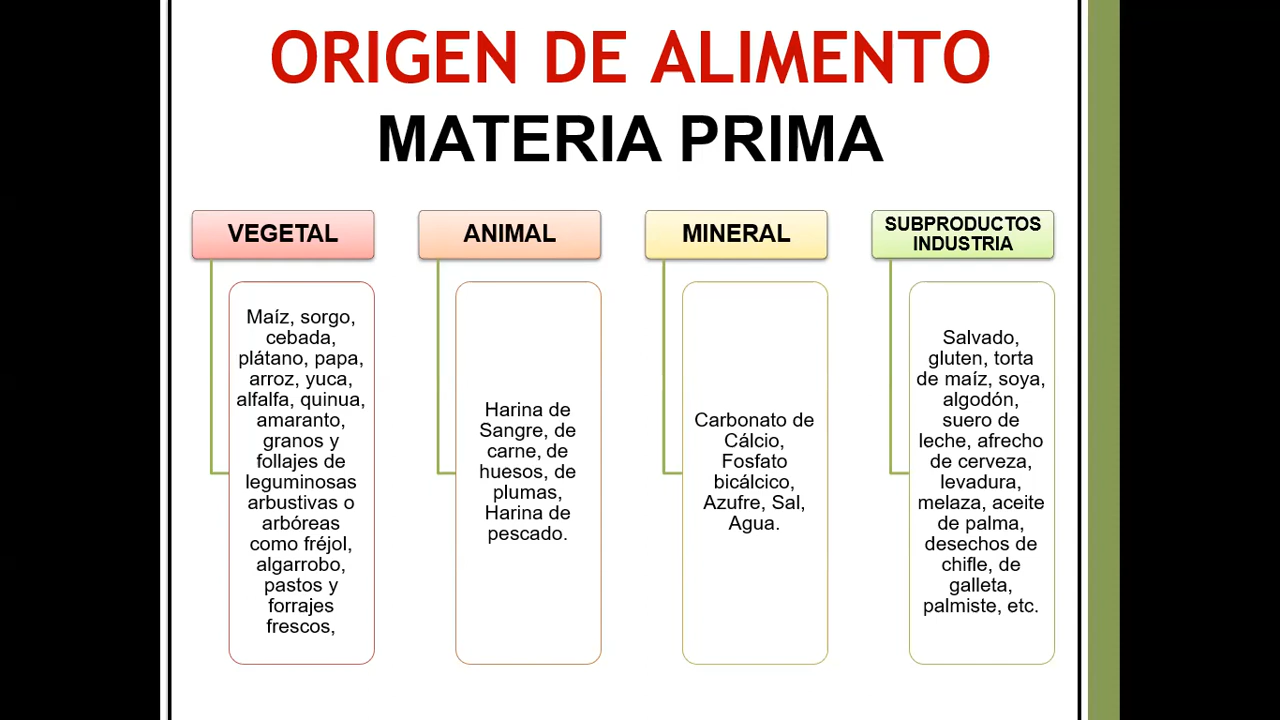 ORIGEN DE ALIMENTO
MATERIA PRIMA
VEGETAL
Maíz, sorgo,
cebada,
plátano, papa,
arroz, yuca,
alfalfa, quinua,
amaranto,
granos y
follajes de
leguminosas
arbustivas o
arbóreas
como fréjol,
algarrobo,
pastos y
forrajes
frescos,
ANIMAL
Harina de
Sangre, de
carne, de
huesos, de
plumas,
Harina de
pescado.
MINERAL
Carbonato de
Cálcio,
Fosfato
bicálcico,
Azufre, Sal,
Agua.
SUBPRODUCTOS
INDUSTRIA
Salvado,
gluten, torta
de maíz, soya,
algodón,
suero de
leche, afrecho
de cerveza,
levadura,
melaza, aceite
de palma,
desechos de
chifle, de
galleta,
palmiste, etc.